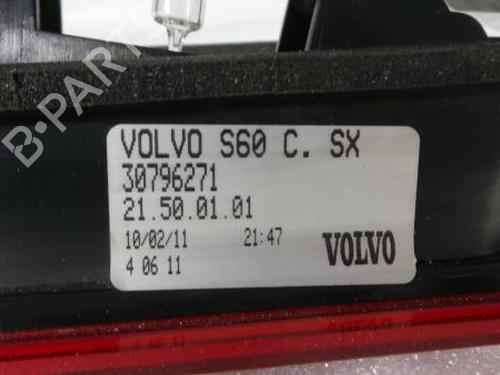 B-PARTS
VOLVO S60 C. SX
30796271
21.50.01.01
10/02/11 21:47
4 06 11 VOLVO